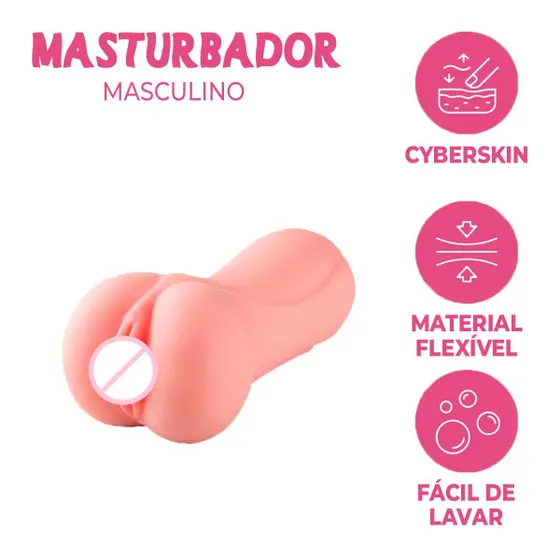 MASTURBADOR
MASCULINO
CYBERSKIN
MATERIAL
FLEXÍVEL
FÁCIL DE
LAVAR